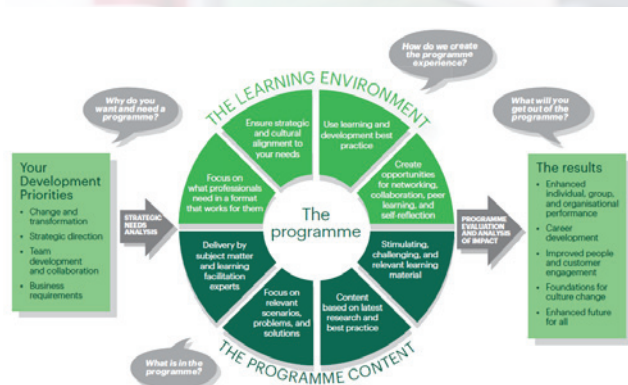 How do we create
the programme
experience?
Why do you
want and need a
programme?
THE LEARNING ENVIRONMENT
What will you
get out of the
programme?
Ensure strategic
and cultural
alignment to
your needs
Use learning and
development best
practice
Focus on
what professionals
need in a format
that works for them
Create
opportunities
for networking,
collaboration, peer
learning, and
self-reflection
Your
Development
Priorities
• Change and
transformation
• Strategic direction
• Team
development
and collaboration
• Business
requirements
STRATEGIC
NEEDS
ANALYSIS
The
programme
PROGRAMME
EVALUATION
AND ANALYSIS
OF IMPACT
The results
• Enhanced
individual, group,
and organisational
performance
• Career
development
• Improved people
and customer
engagement
• Foundations for
culture change
• Enhanced future
for all
Delivery by
subject matter
and learning
facilitation
experts
Stimulating,
challenging, and
relevant learning
material
Focus on
relevant
scenarios,
problems, and
solutions
Content
based on latest
research and
best practice
What is in the
programme?
THE PROGRAMME CONTENT